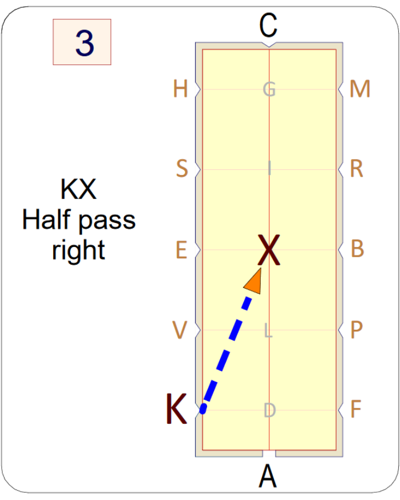 3
C
H G M
S I R
KX
Half pass
right
E X B
V L P
K D F
A